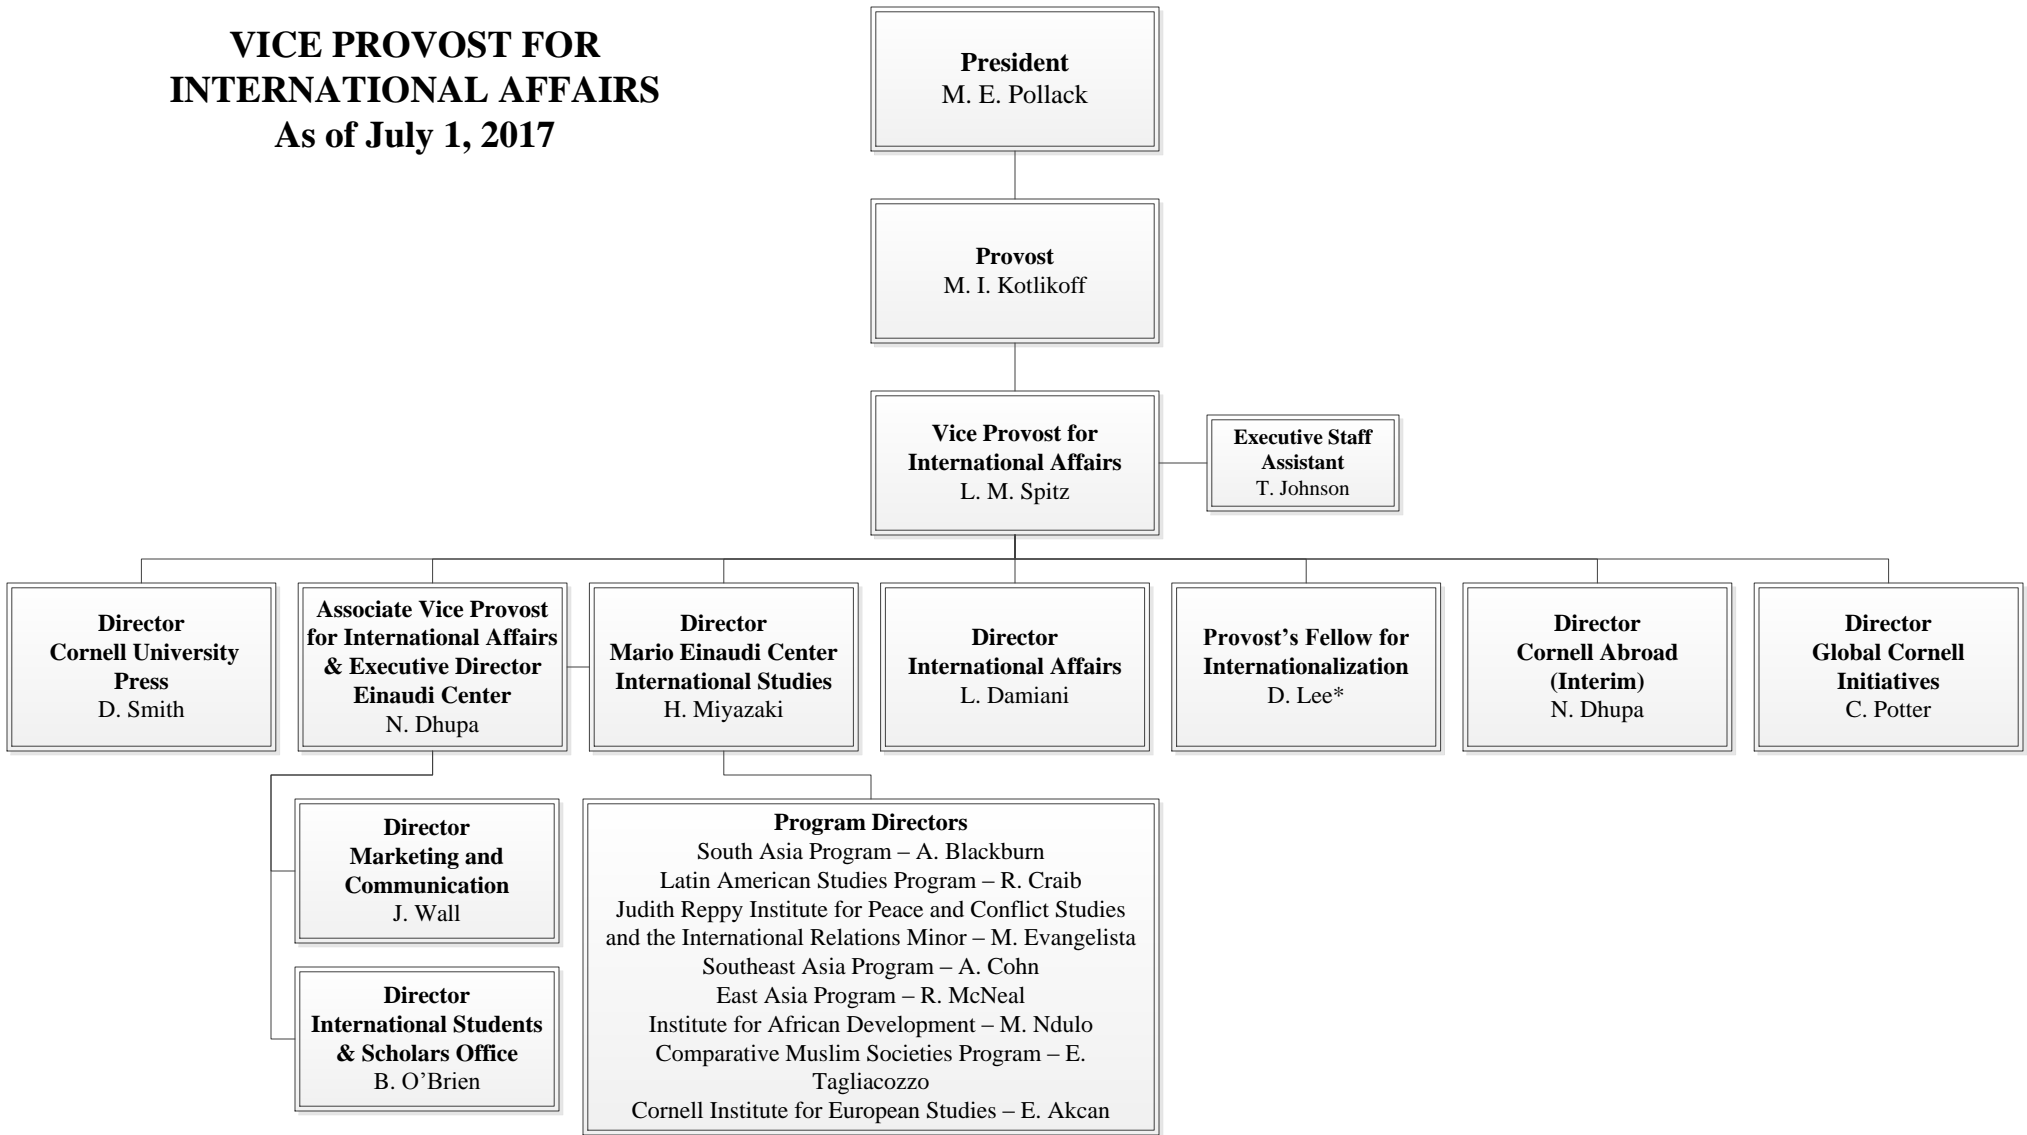 VICE PROVOST FOR
INTERNATIONAL AFFAIRS
As of July 1, 2017
President
M. E. Pollack
Provost
M. I. Kotlikoff
Vice Provost for
International Affairs
L. M. Spitz
Executive Staff
Assistant
T. Johnson
Director
Cornell University
Press
D. Smith
Associate Vice Provost
for International Affairs
& Executive Director
Einaudi Center
N. Dhupa
Director
Mario Einaudi Center
International Studies
H. Miyazaki
Director
International Affairs
L. Damiani
Provost’s Fellow for
Internationalization
D. Lee*
Director
Cornell Abroad
(Interim)
N. Dhupa
Director
Global Cornell
Initiatives
C. Potter
Director
Marketing and
Communication
J. Wall
Director
International Students
& Scholars Office
B. O’Brien
Program Directors
South Asia Program – A. Blackburn
Latin American Studies Program – R. Craib
Judith Reppy Institute for Peace and Conflict Studies
and the International Relations Minor – M. Evangelista
Southeast Asia Program – A. Cohn
East Asia Program – R. McNeal
Institute for African Development – M. Ndulo
Comparative Muslim Societies Program – E.
Tagliacozzo
Cornell Institute for European Studies – E. Akcan